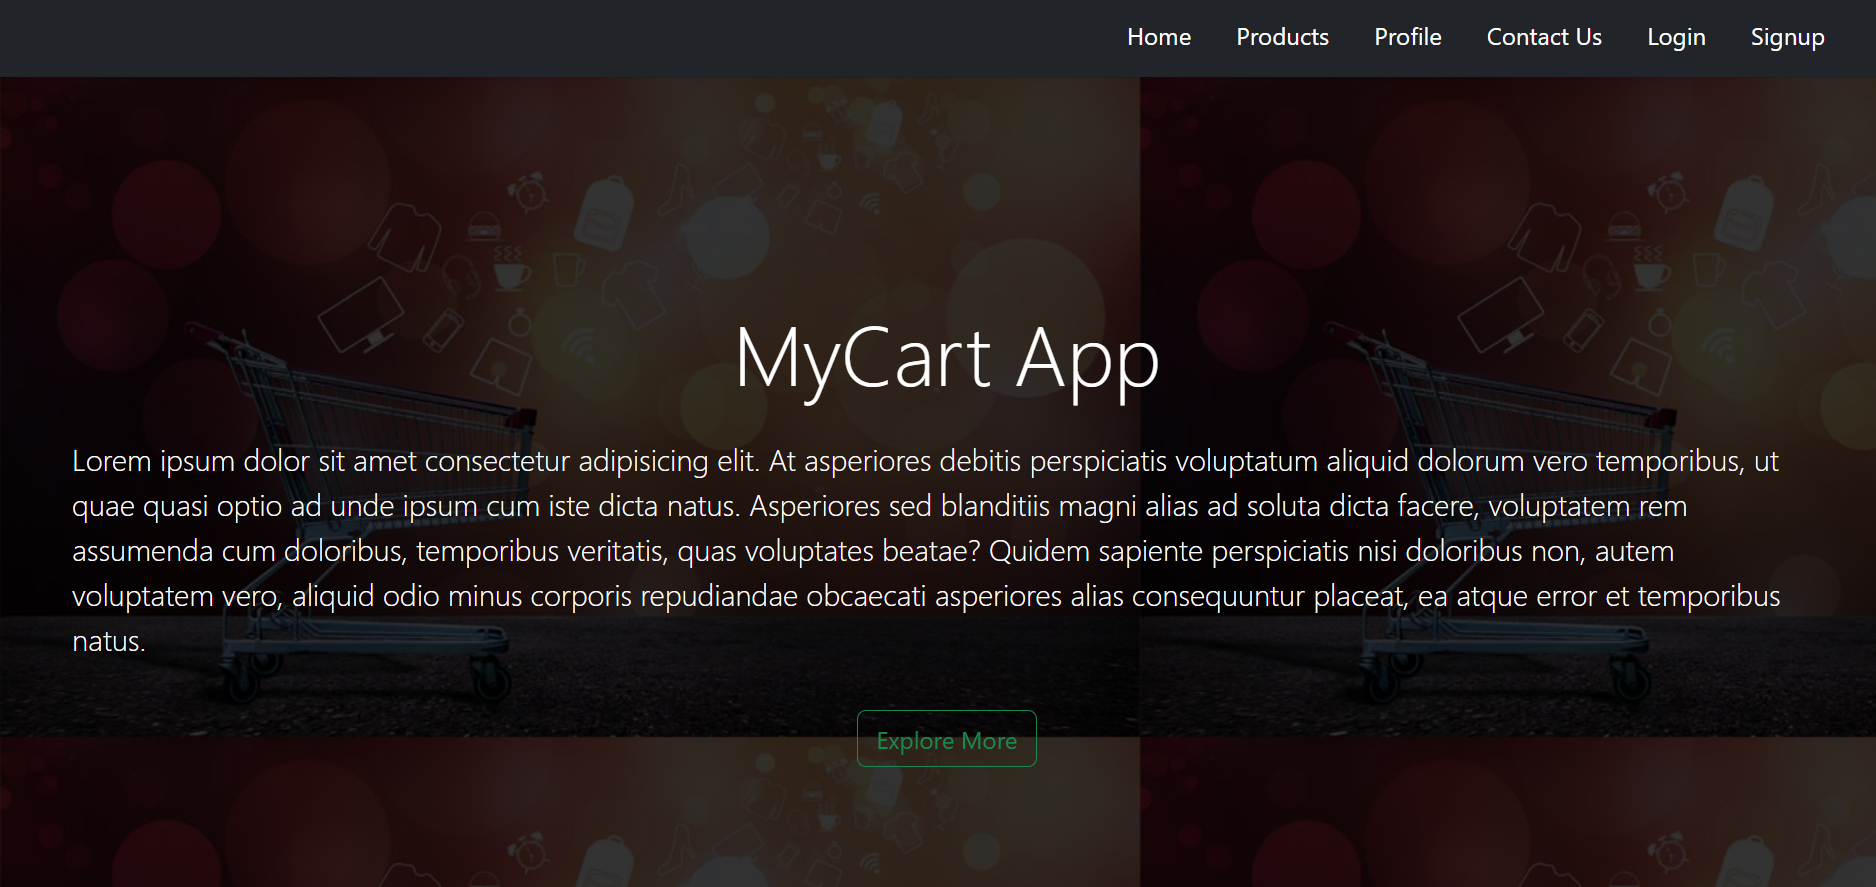 Home Products Profile Contact Us Login Signup
MyCart App
Lorem ipsum dolor sit amet consectetur adipisicing elit. At asperiores debitis perspiciatis voluptatum aliquid dolorum vero temporibus, ut
quae quasi optio ad unde ipsum cum iste dicta natus. Asperiores sed blanditiis magni alias ad soluta dicta facere, voluptatem rem
assumenda cum doloribus, temporibus veritatis, quas voluptates beatae? Quidem sapiente perspiciatis nisi doloribus non, autem
voluptatem vero, aliquid odio minus corporis repudiandae obcaecati asperiores alias consequuntur placeat, ea atque error et temporibus
natus.
Explore More